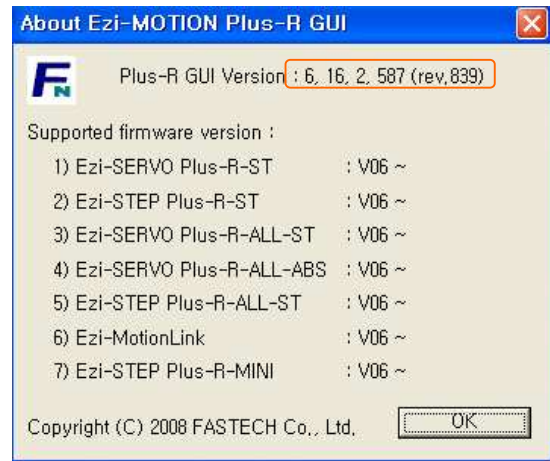 About Ezi-MOTION Plus-R GUI
FN
Plus-R GUI Version : 6, 16, 2, 587 (rev,839)
Supported firmware version :
1) Ezi-SERVO Plus-R-ST : V06 ~
2) Ezi-STEP Plus-R-ST : V06 ~
3) Ezi-SERVO Plus-R-ALL-ST : V06 ~
4) Ezi-SERVO Plus-R-ALL-ABS : V06 ~
5) Ezi-STEP Plus-R-ALL-ST : V06 ~
6) Ezi-MotionLink : V06 ~
7) Ezi-STEP Plus-R-MINI : V06 ~
Copyright (C) 2008 FASTECH Co,, Ltd,
OK